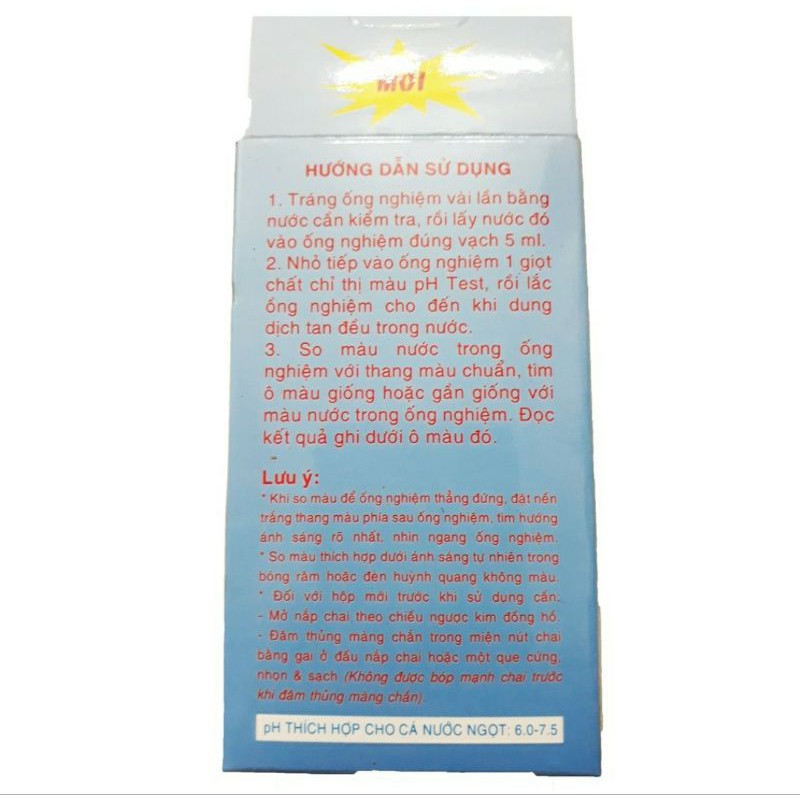 MỚI
HƯỚNG DẪN SỬ DỤNG
1. Tráng ống nghiệm vài lần bằng
nước cần kiểm tra, rồi lấy nước đó
vào ống nghiệm đúng vạch 5 ml.
2. Nhỏ tiếp vào ống nghiệm 1 giọt
chất chỉ thị màu pH Test, rồi lắc
ống nghiệm cho đến khi dung
dịch tan đều trong nước.
3. So màu nước trong ống
nghiệm với thang màu chuẩn, tìm
ô màu giống hoặc gần giống với
màu nước trong ống nghiệm. Đọc
kết quả ghi dưới ô màu đó.
Lưu ý:
* Khi so màu để ống nghiệm thẳng đứng, đặt nền
trắng thang màu phía sau ống nghiệm, tìm hướng
ánh sáng rõ nhất, nhìn ngang ống nghiệm.
* So màu thích hợp dưới ánh sáng tự nhiên trong
bóng râm hoặc đèn huỳnh quang không màu.
* Đối với hộp mới trước khi sử dụng cần:
- Mở nắp chai theo chiều ngược kim đồng hồ.
- Đâm thủng màng chắn trong miện nút chai
bằng gai ở đầu nắp chai hoặc một que cứng,
nhọn & sạch (Không được bóp mạnh chai trước
khi đâm thủng màng chắn).
pH THÍCH HỢP CHO CÁ NƯỚC NGỌT: 6.0-7.5